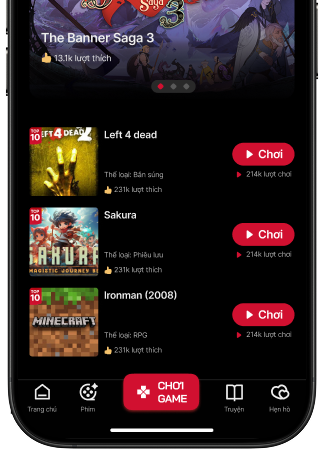 Saga
3
The Banner Saga 3
13.1k lượt thích
TOP
10
LEFT 4 DEAD 2
Left 4 dead
Thể loại: Bắn súng
231k lượt thích
Chơi
214k lượt chơi
TOP
10
SAKURA
MAGISTIC JOURNEY
Sakura
Thể loại: Phiêu lưu
231k lượt thích
Chơi
214k lượt chơi
TOP
10
MINECRAFT
Ironman (2008)
Thể loại: RPG
231k lượt thích
Chơi
214k lượt chơi
Trang chủ
Phim
CHƠI
GAME
Truyện
Hẹn hò